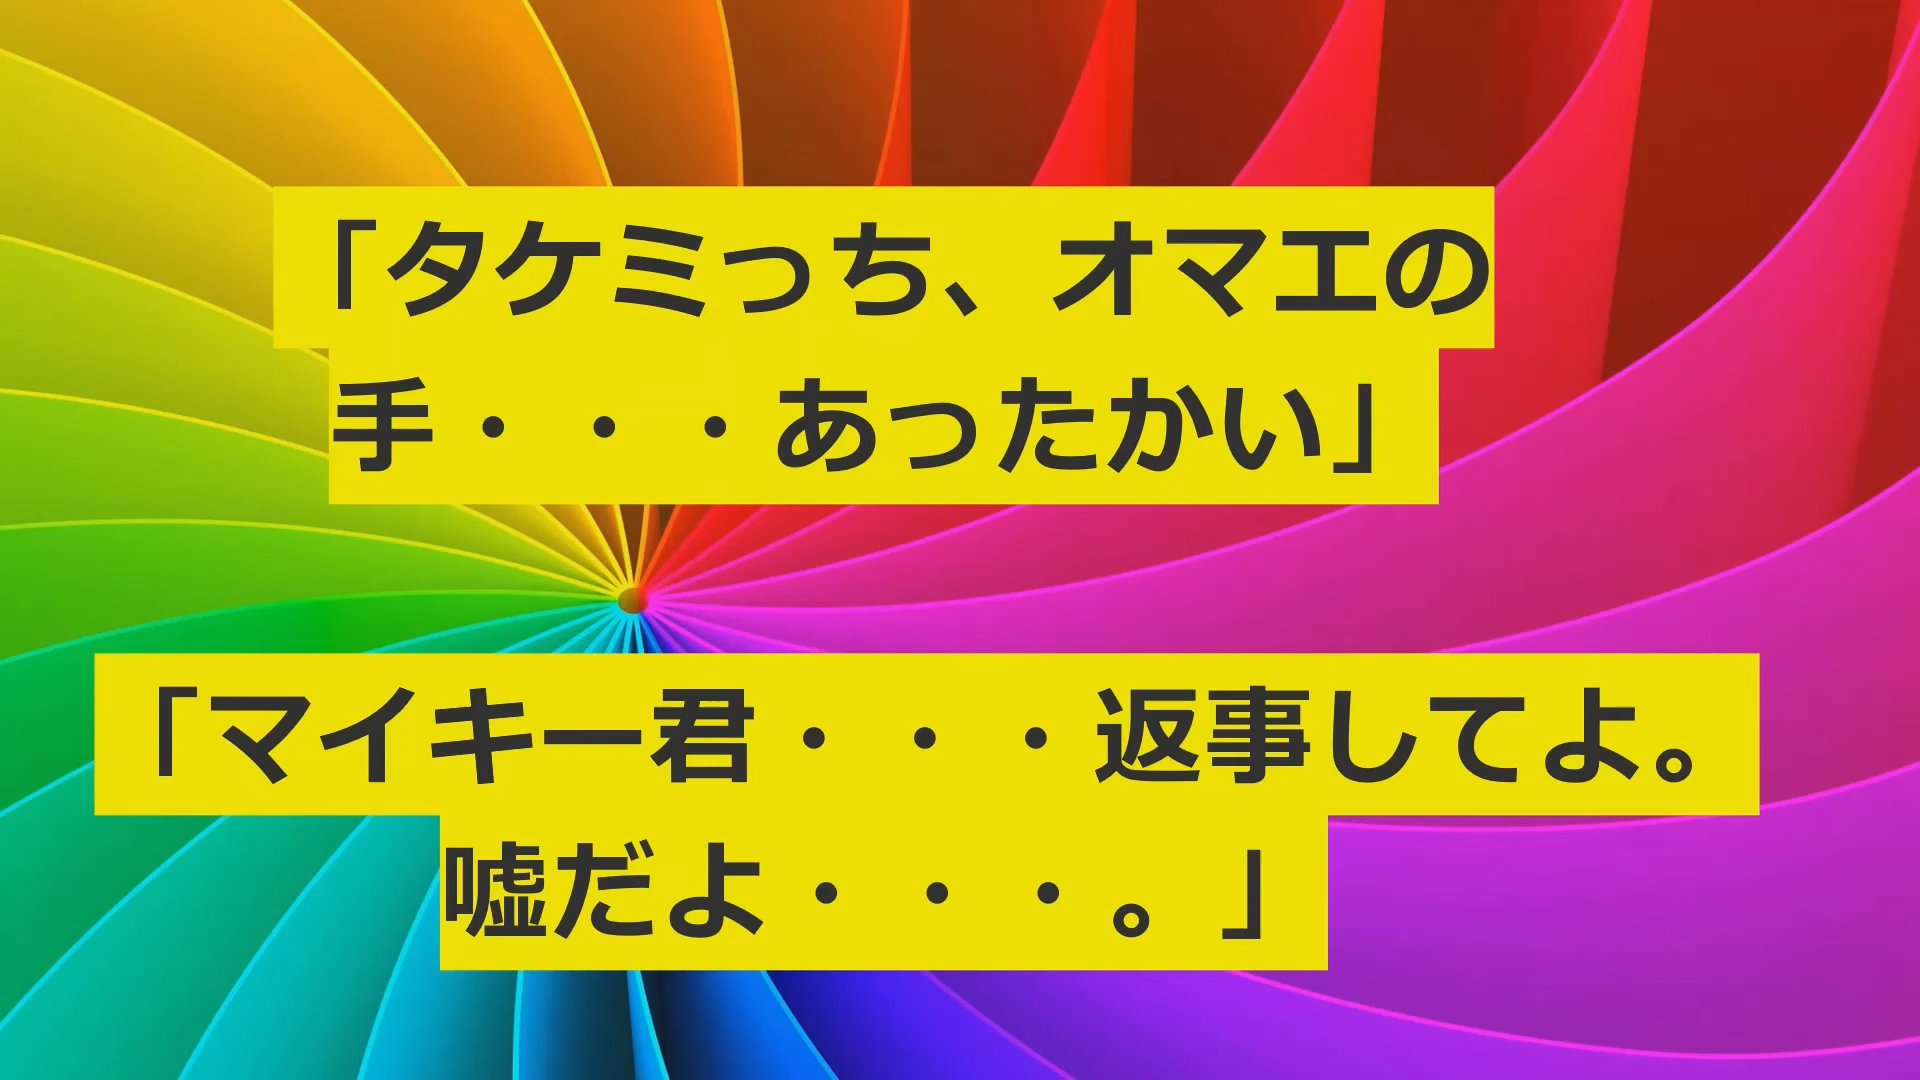 「タケミっち、オマエの
手・・・あったかい」
「マイキー君・・・返事してよ。
嘘だよ・・・。」